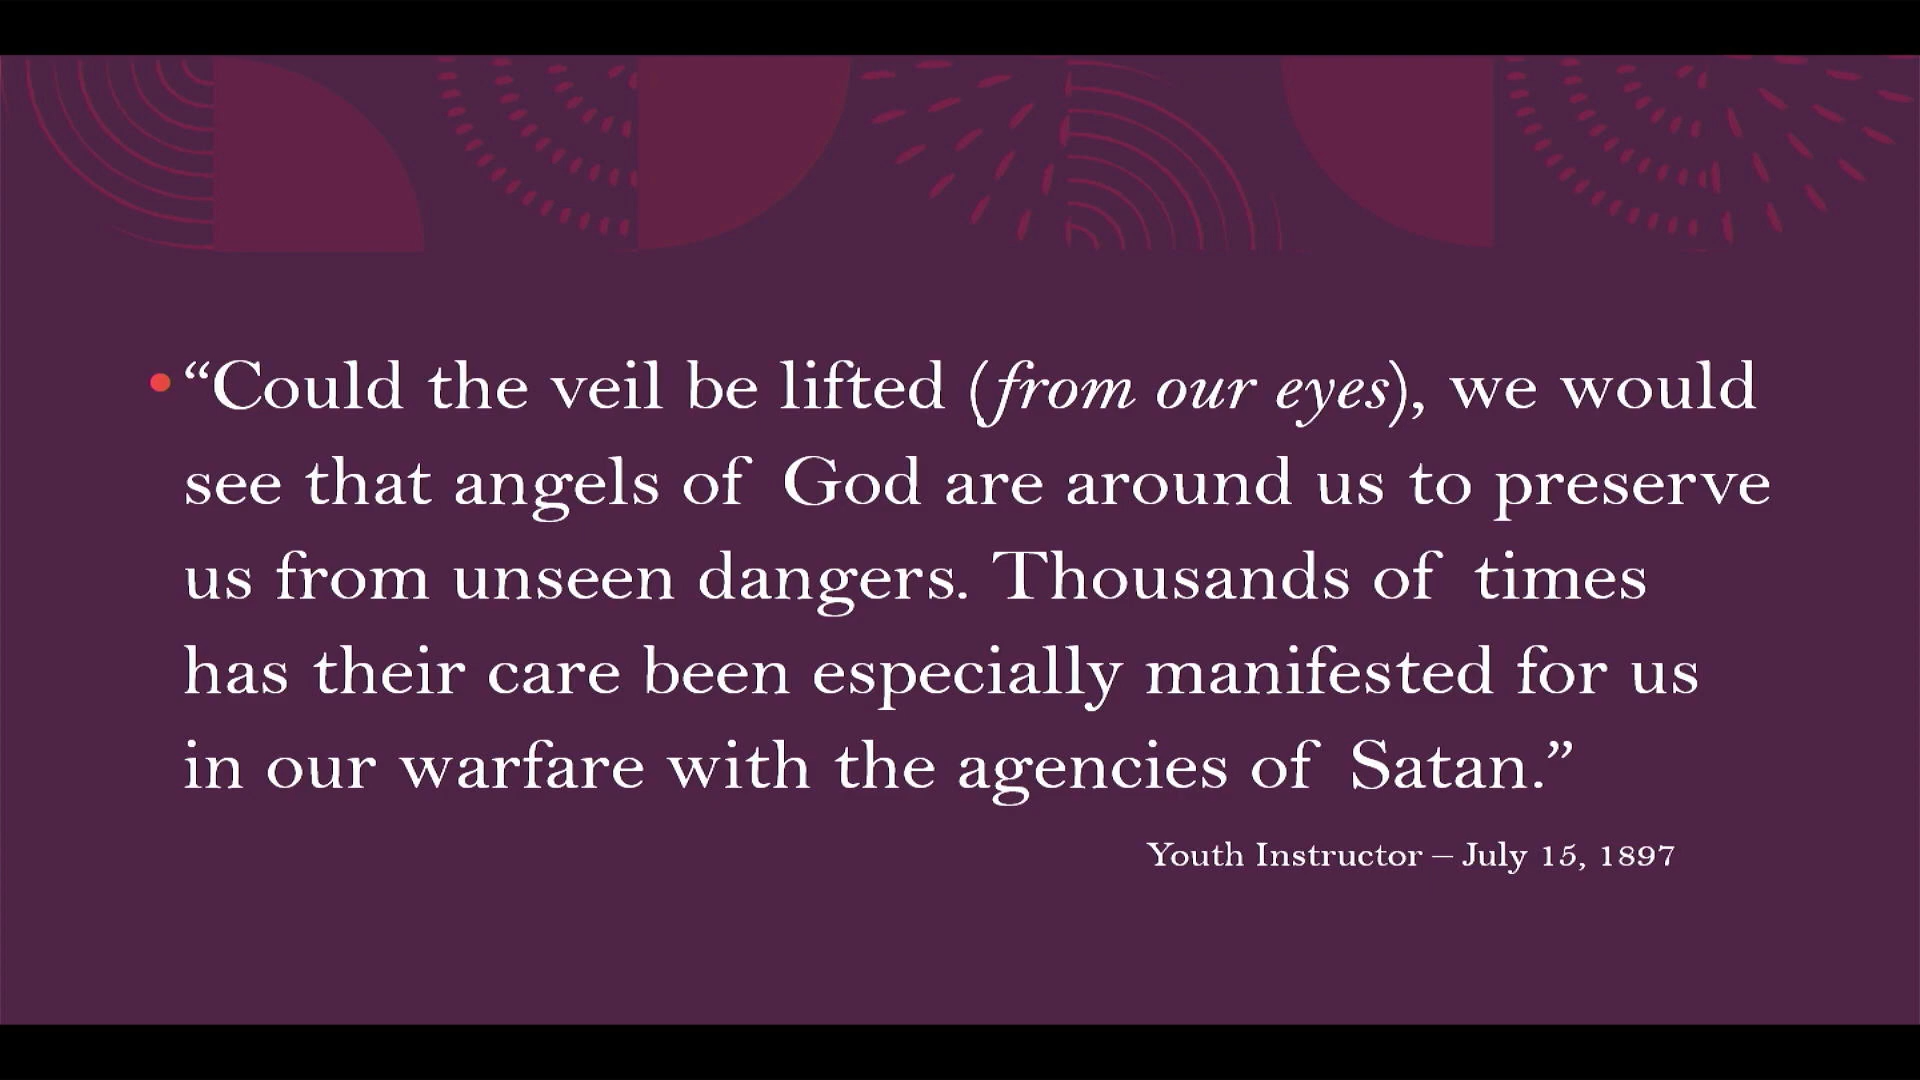 • “Could the veil be lifted (from our eyes), we would
see that angels of God are around us to preserve
us from unseen dangers. Thousands of times
has their care been especially manifested for us
in our warfare with the agencies of Satan.”
Youth Instructor – July 15, 1897